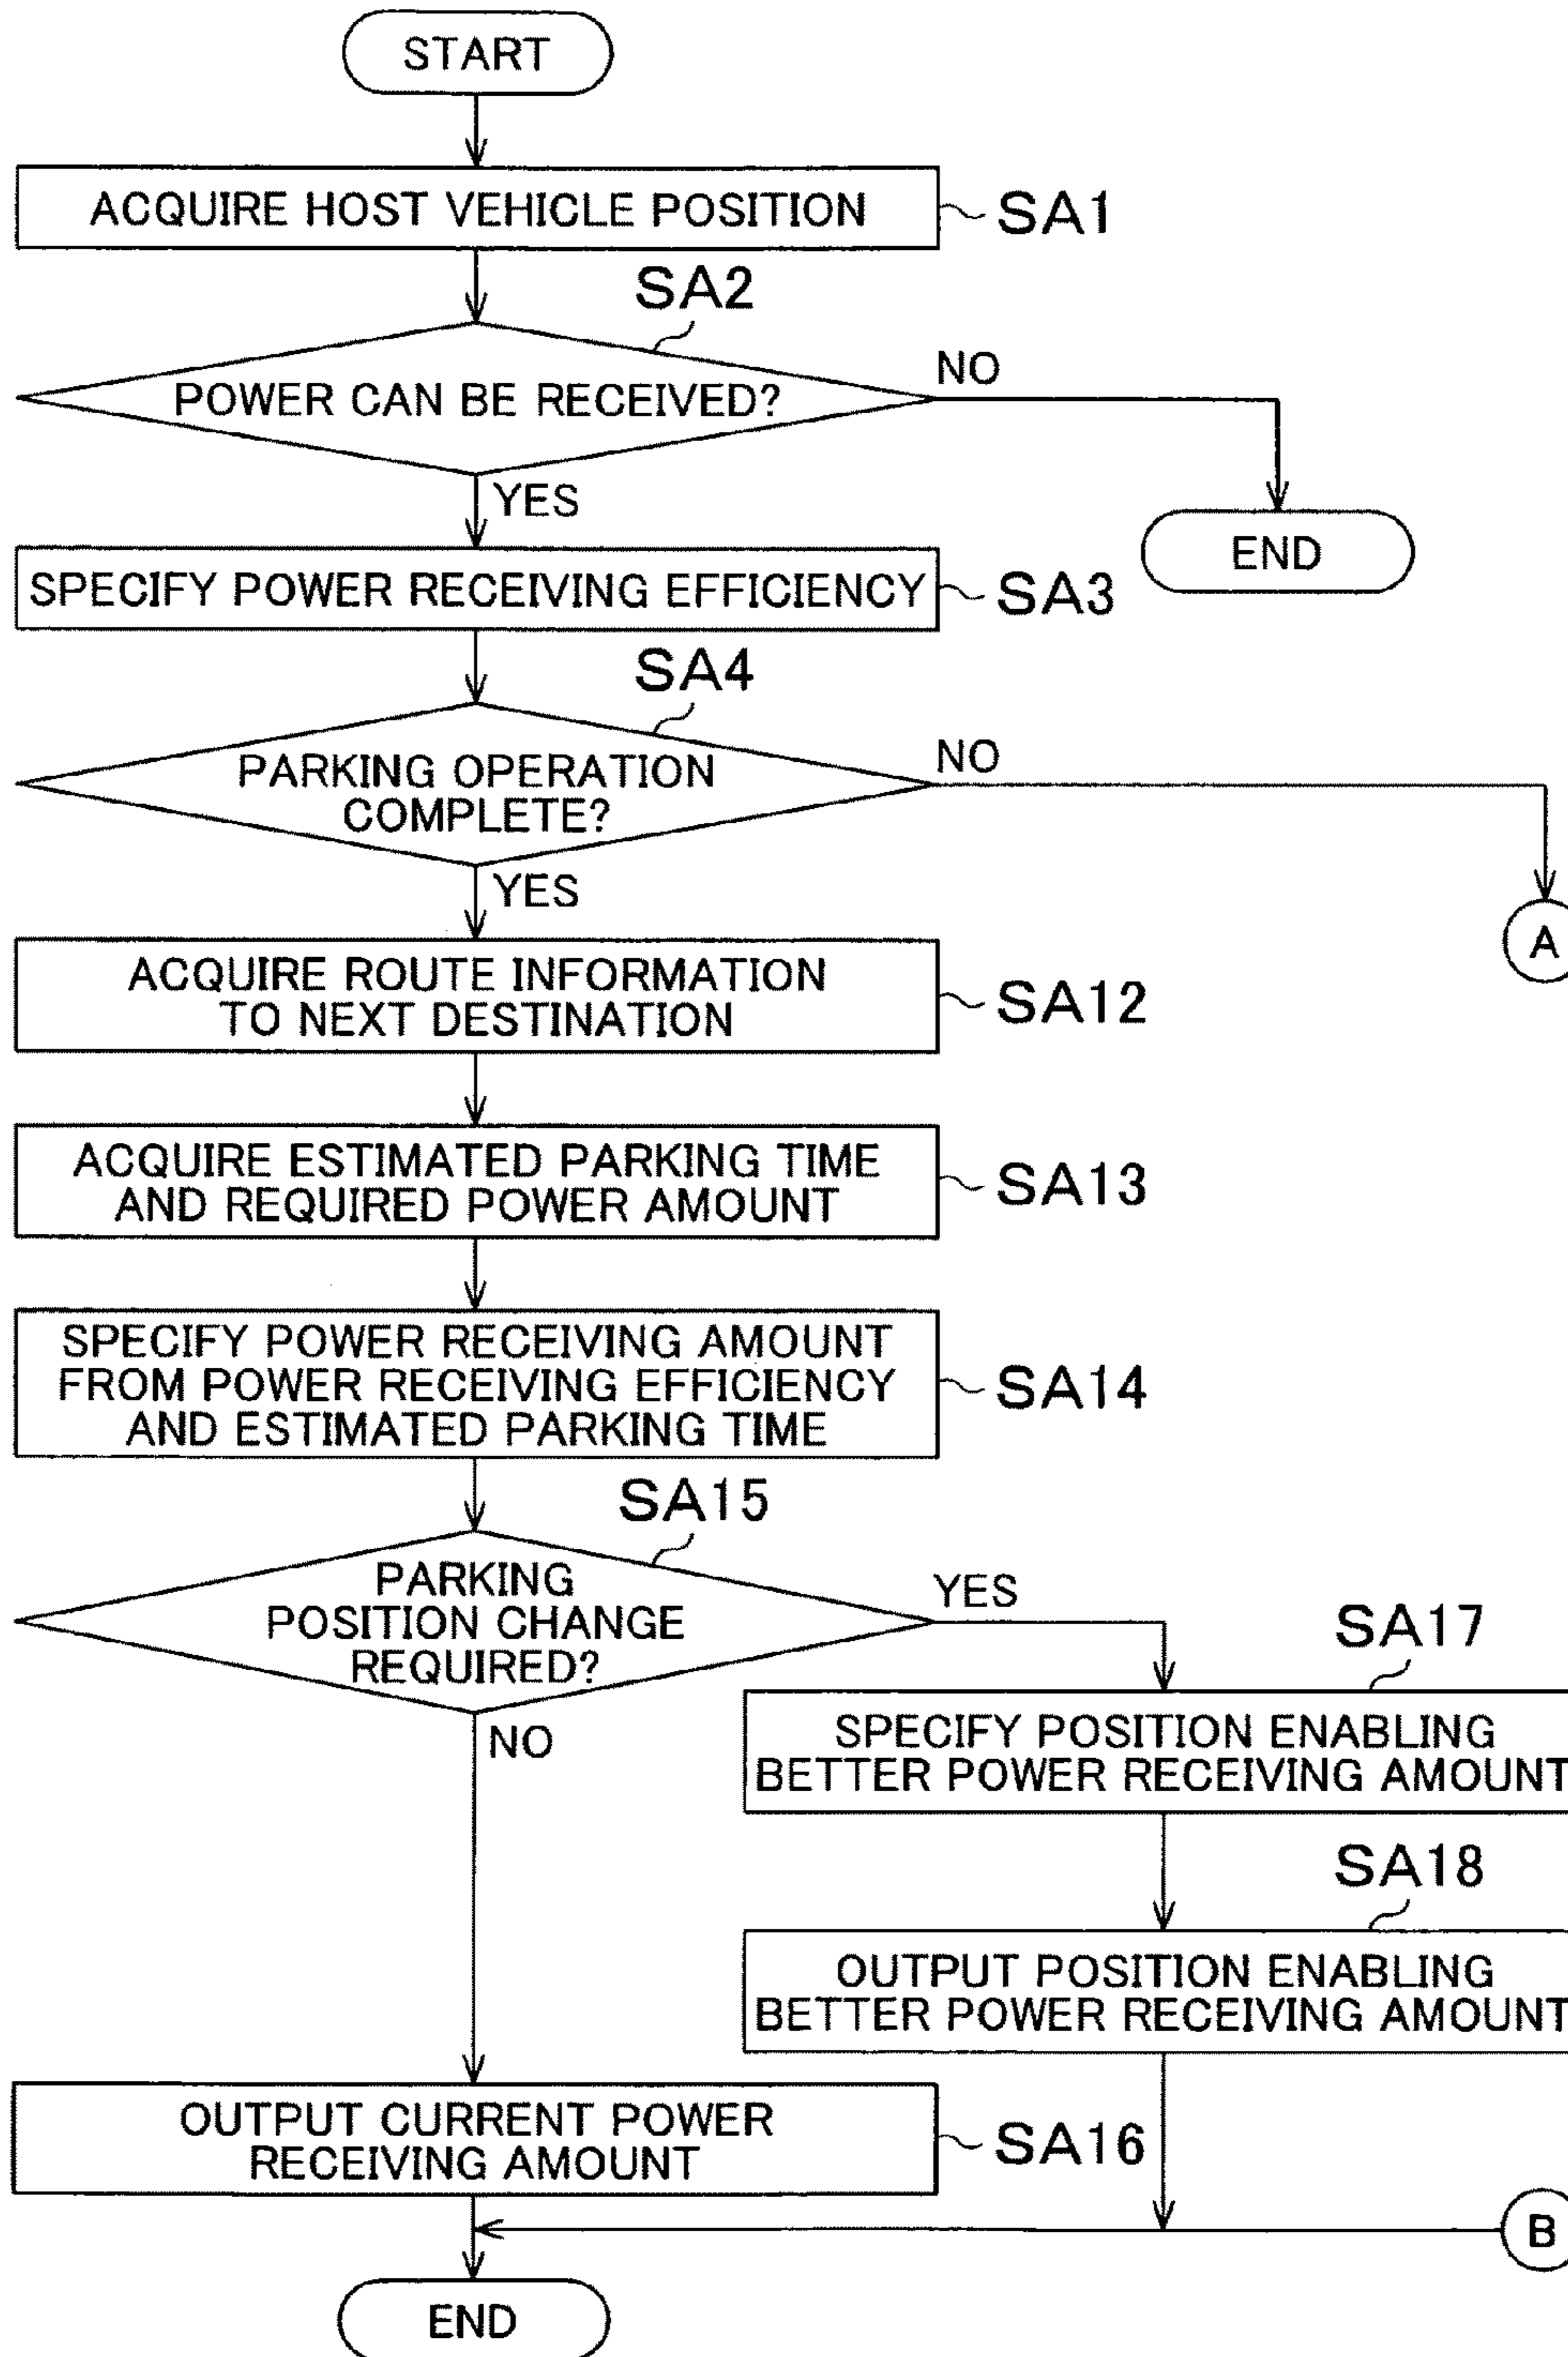 START
ACQUIRE HOST VEHICLE POSITION
SA1
SA2
POWER CAN BE RECEIVED?
NO
YES
END
SPECIFY POWER RECEIVING EFFICIENCY
SA3
SA4
PARKING OPERATION
COMPLETE?
NO
YES
A
ACQUIRE ROUTE INFORMATION
TO NEXT DESTINATION
SA12
ACQUIRE ESTIMATED PARKING TIME
AND REQUIRED POWER AMOUNT
SA13
SPECIFY POWER RECEIVING AMOUNT
FROM POWER RECEIVING EFFICIENCY
AND ESTIMATED PARKING TIME
SA14
SA15
PARKING
POSITION CHANGE
REQUIRED?
YES
NO
SA17
SPECIFY POSITION ENABLING
BETTER POWER RECEIVING AMOUNT
SA18
OUTPUT POSITION ENABLING
BETTER POWER RECEIVING AMOUNT
OUTPUT CURRENT POWER
RECEIVING AMOUNT
SA16
B
END